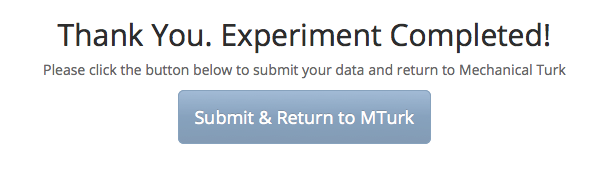 Thank You. Experiment Completed!
Please click the button below to submit your data and return to Mechanical Turk
Submit & Return to MTurk